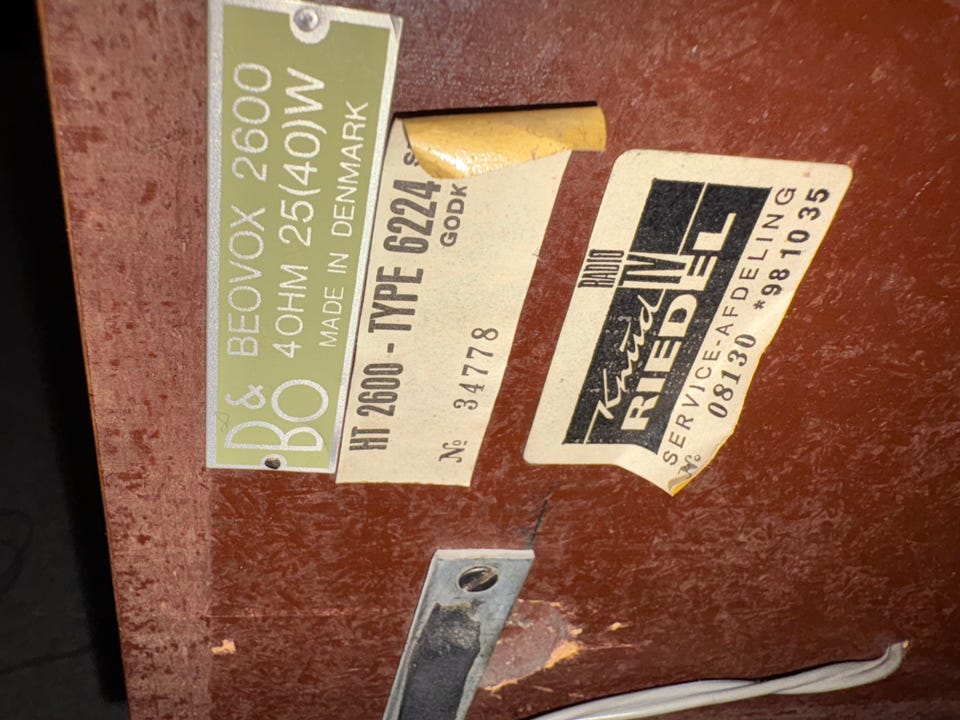 B&O BEOVOX 2600
4OHM 25(40)W
MADE IN DENMARK
HT 2600 - TYPE 6224 S
GODK
№ 34778
RADIO
Knud TV
RIEDEL
SERVICE-AFDELING
№ 08130 *98 10 35